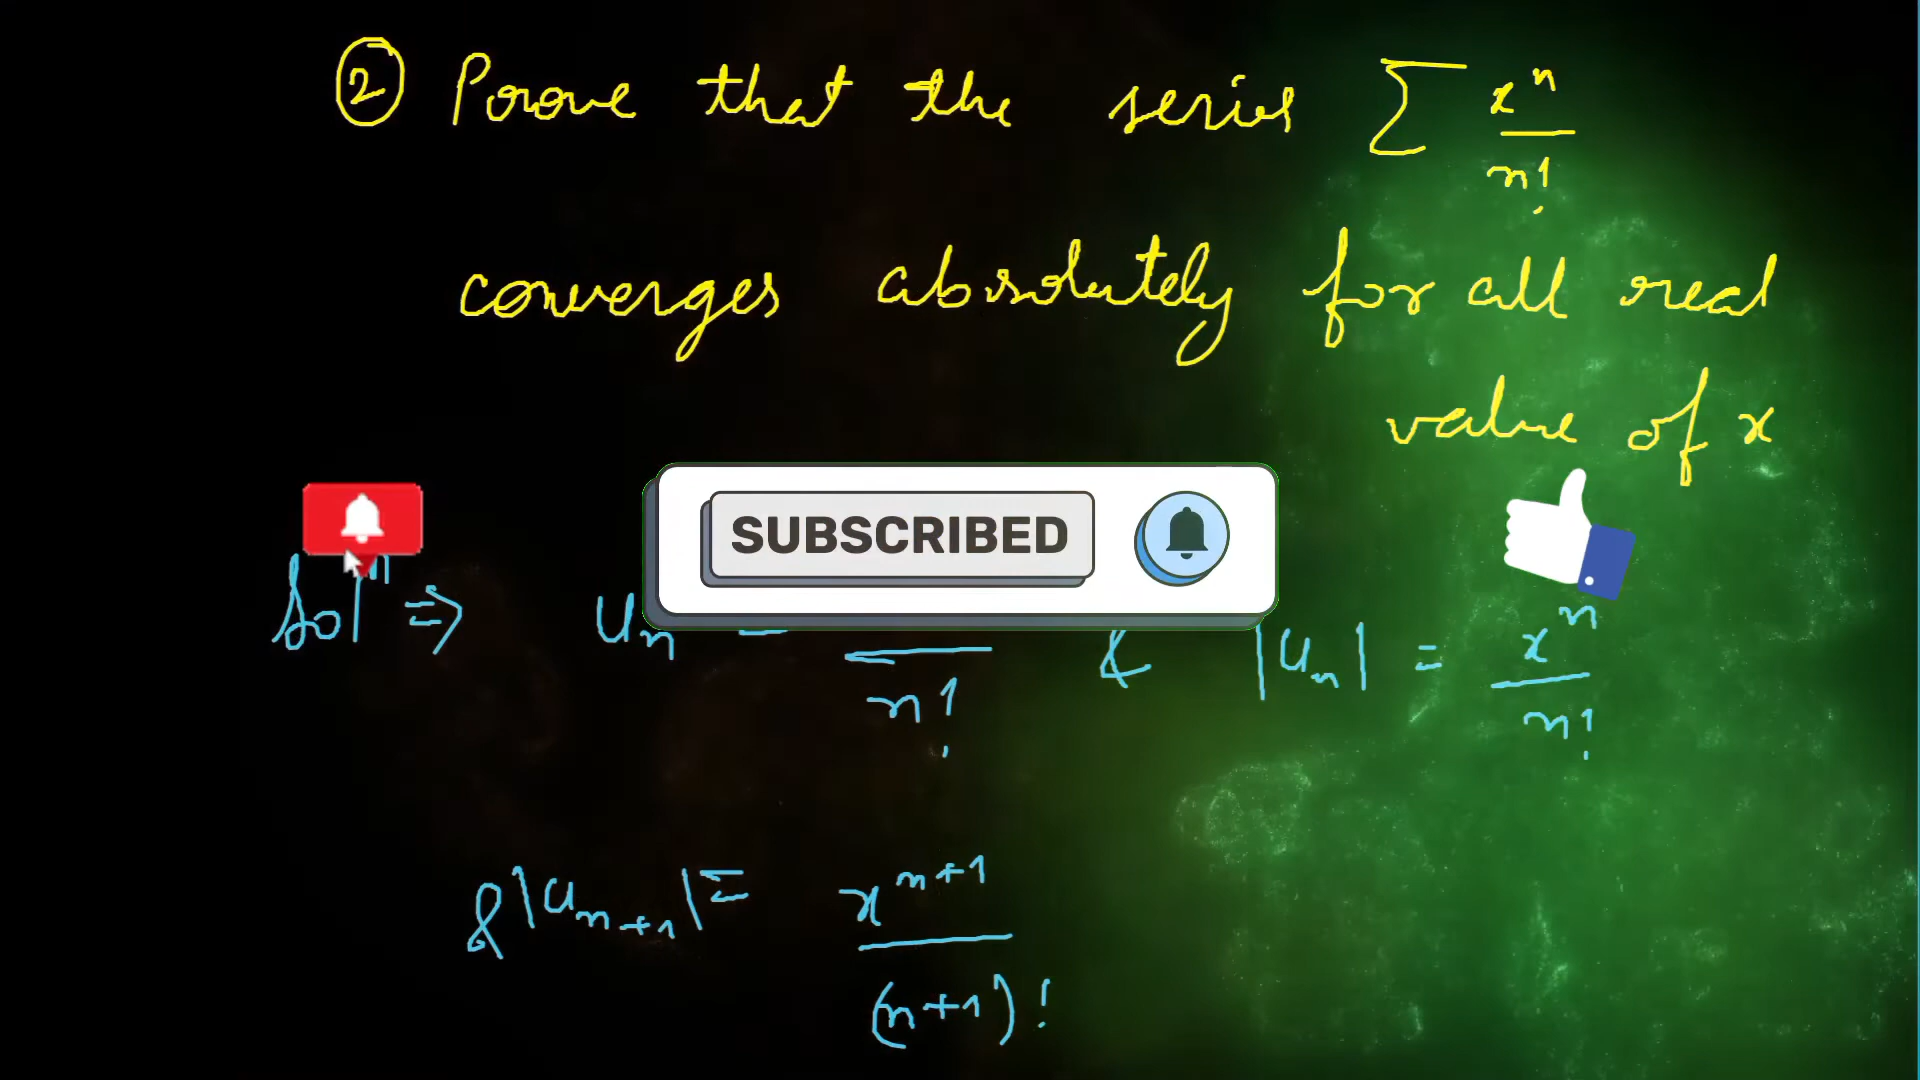 ② Prove that the series ∑ xⁿ/n!
converges absolutely for all real
value of x
SUBSCRIBED
Solⁿ ⇒ uₙ = /n! & |uₙ| = xⁿ/n!
& |uₙ₊₁| = xⁿ⁺¹/(n+1)!